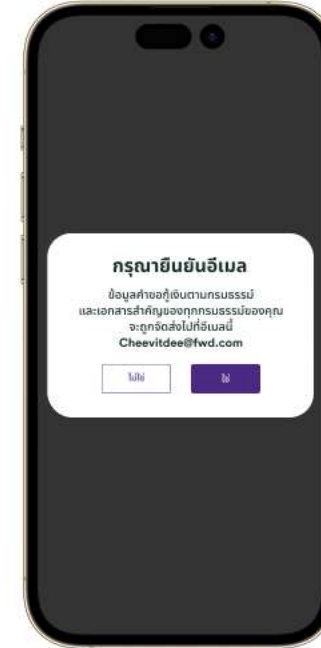 กรุณายืนยันอีเมล
ข้อมูลคำขอกู้เงินตามกรมธรรม์
และเอกสารสำคัญของทุกกรมธรรม์ของคุณ
จะถูกจัดส่งไปที่อีเมลนี้
Cheevitdee@fwd.com
ไม่ใช่
ใช่